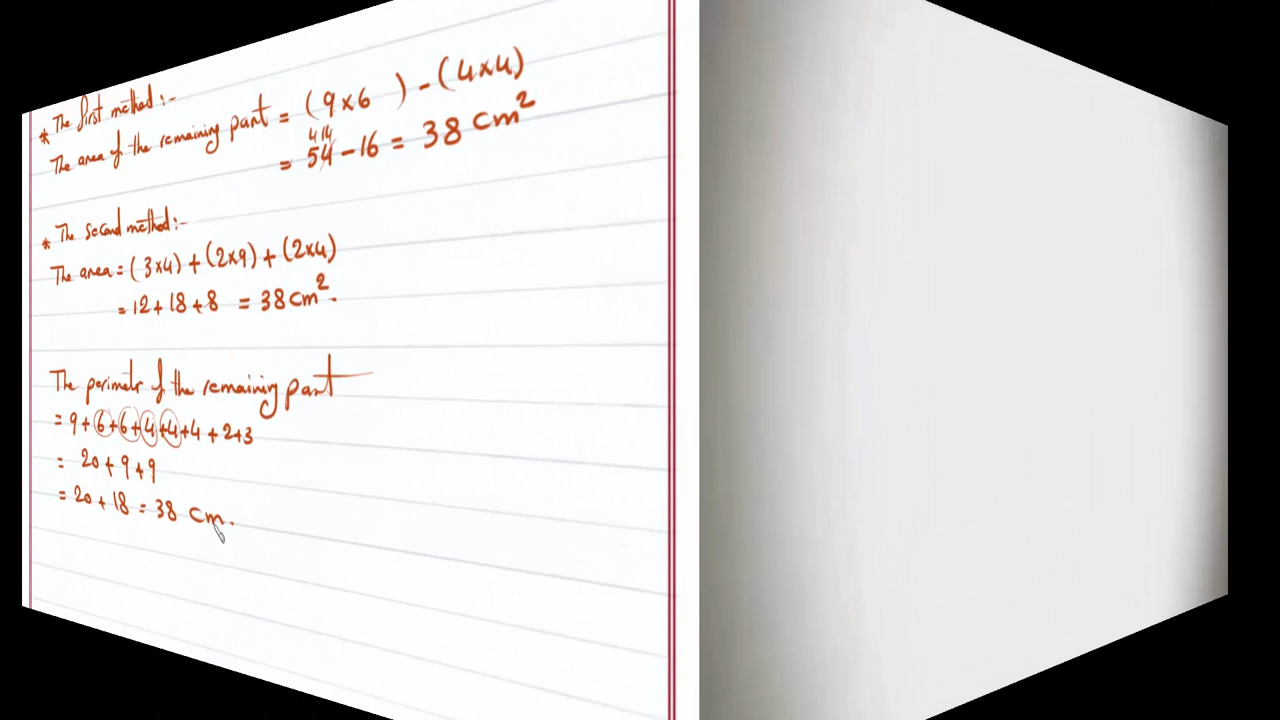 * The first method :-
The area of the remaining part = (9×6 ) - (4×4)
4 14
= 54 - 16 = 38 cm²
* The second method :-
The area = (3×4) + (2×9) + (2×4)
= 12 + 18 + 8 = 38 cm².
The perimeter of the remaining part
= 9 + 6 + 6 + 4 + 4 + 4 + 2 + 3
= 20 + 9 + 9
= 20 + 18 = 38 cm.